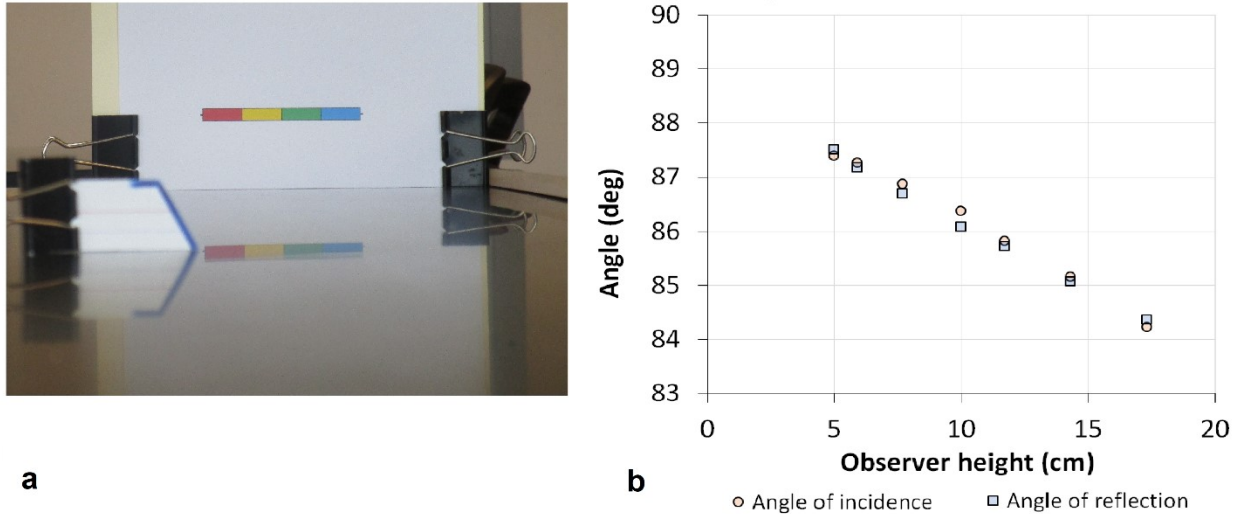 a
90
89
88
87
86
85
84
83
0 5 10 15 20
Angle (deg)
Observer height (cm)
b
Angle of incidence Angle of reflection